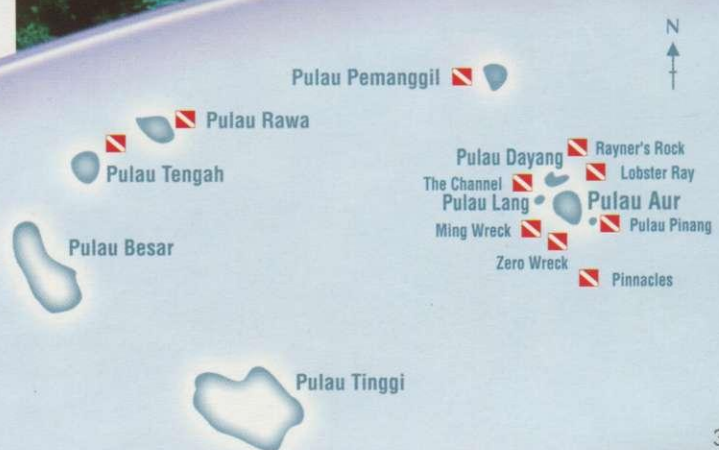 N
Pulau Pemanggil
Pulau Rawa
Rayner's Rock
Pulau Dayang
Pulau Tengah
Lobster Ray
The Channel
Pulau Lang
Pulau Aur
Pulau Pinang
Ming Wreck
Pulau Besar
Zero Wreck
Pinnacles
Pulau Tinggi